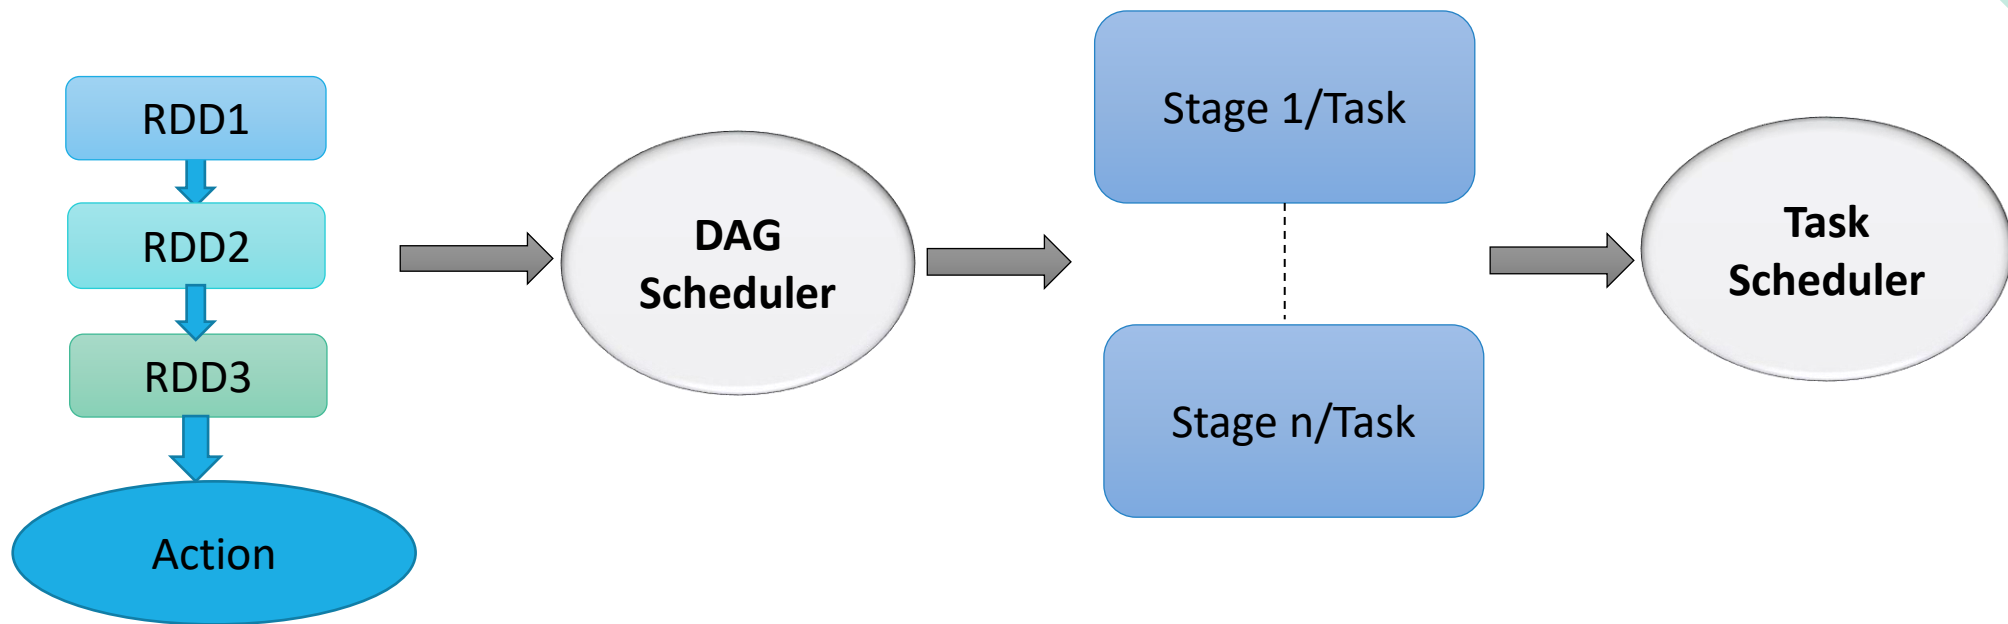 RDD1
RDD2
RDD3
Action
DAG
Scheduler
Stage 1/Task
Stage n/Task
Task
Scheduler